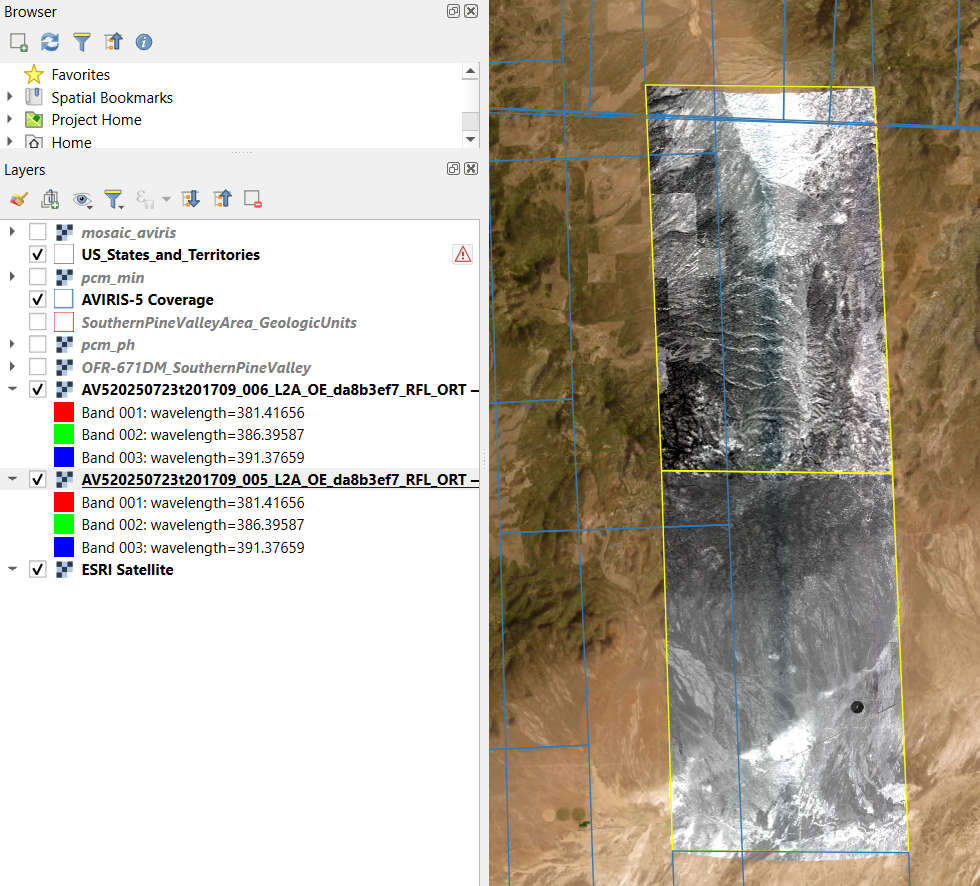 Browser
Favorites
Spatial Bookmarks
Project Home
Home
Layers
mosaic_aviris
US_States_and_Territories
pcm_min
AVIRIS-5 Coverage
SouthernPineValleyArea_GeologicUnits
pcm_ph
OFR-671DM_SouthernPineValley
AV520250723t201709_006_L2A_OE_da8b3ef7_RFL_ORT —
Band 001: wavelength=381.41656
Band 002: wavelength=386.39587
Band 003: wavelength=391.37659
AV520250723t201709_005_L2A_OE_da8b3ef7_RFL_ORT —
Band 001: wavelength=381.41656
Band 002: wavelength=386.39587
Band 003: wavelength=391.37659
ESRI Satellite